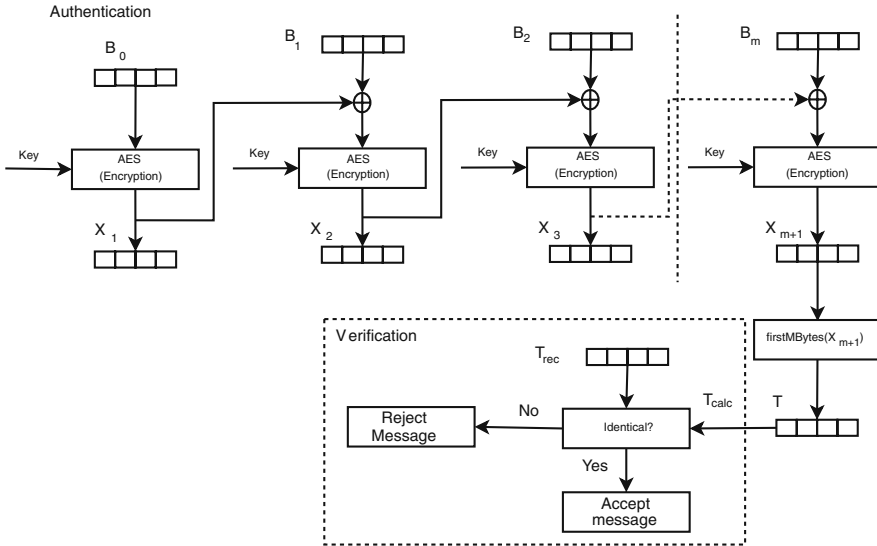 Authentication
B0
B1
B2
Bm
Key
AES
(Encryption)
Key
AES
(Encryption)
Key
AES
(Encryption)
Key
AES
(Encryption)
X1
X2
X3
Xm+1
firstMBytes(Xm+1)
Verification
Trec
Tcalc
T
No
Reject
Message
Identical?
Yes
Accept
message